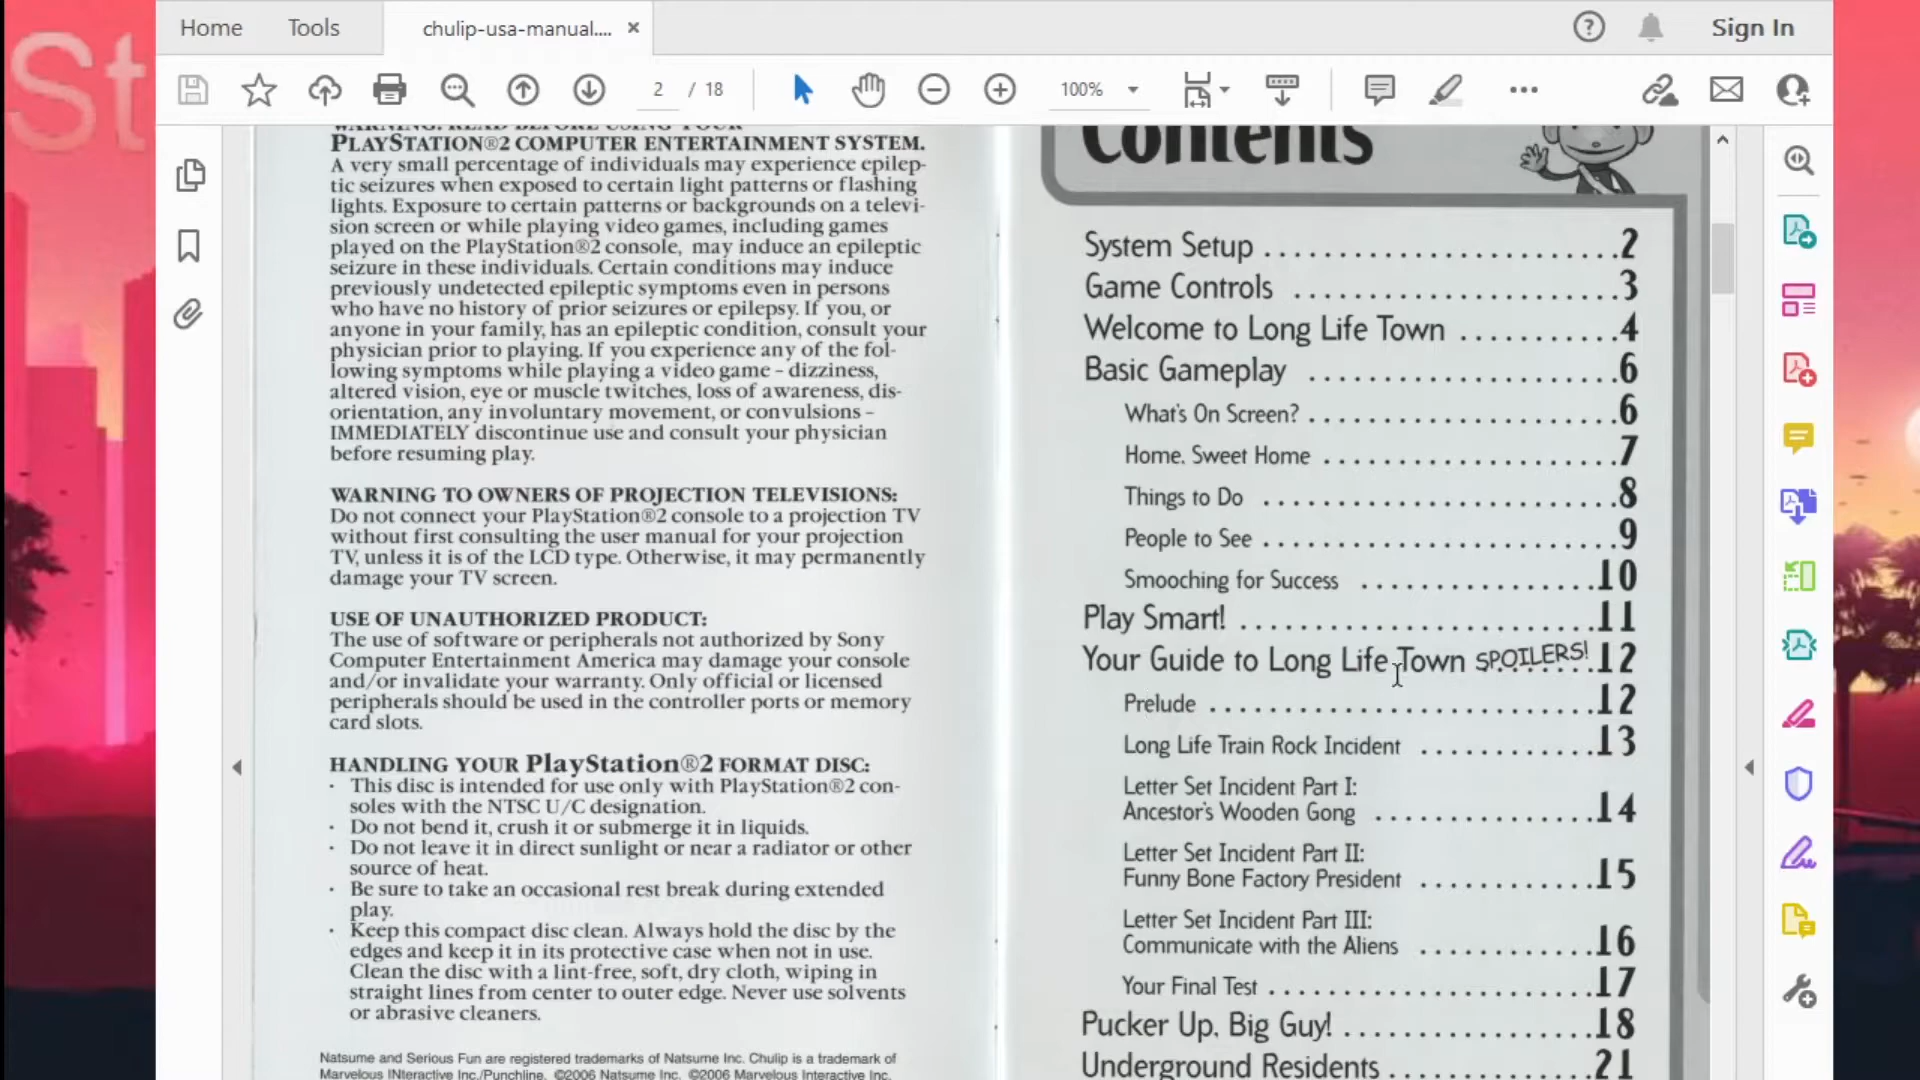 St
Home
Tools
chulip-usa-manual....
Sign In
2 / 18
100%
WARNING: READ BEFORE USING YOUR
PLAYSTATION®2 COMPUTER ENTERTAINMENT SYSTEM.
A very small percentage of individuals may experience epilep-
tic seizures when exposed to certain light patterns or flashing
lights. Exposure to certain patterns or backgrounds on a televi-
sion screen or while playing video games, including games
played on the PlayStation®2 console, may induce an epileptic
seizure in these individuals. Certain conditions may induce
previously undetected epileptic symptoms even in persons
who have no history of prior seizures or epilepsy. If you, or
anyone in your family, has an epileptic condition, consult your
physician prior to playing. If you experience any of the fol-
lowing symptoms while playing a video game – dizziness,
altered vision, eye or muscle twitches, loss of awareness, dis-
orientation, any involuntary movement, or convulsions –
IMMEDIATELY discontinue use and consult your physician
before resuming play.
WARNING TO OWNERS OF PROJECTION TELEVISIONS:
Do not connect your PlayStation®2 console to a projection TV
without first consulting the user manual for your projection
TV, unless it is of the LCD type. Otherwise, it may permanently
damage your TV screen.
USE OF UNAUTHORIZED PRODUCT:
The use of software or peripherals not authorized by Sony
Computer Entertainment America may damage your console
and/or invalidate your warranty. Only official or licensed
peripherals should be used in the controller ports or memory
card slots.
HANDLING YOUR PlayStation®2 FORMAT DISC:
· This disc is intended for use only with PlayStation®2 con-
soles with the NTSC U/C designation.
· Do not bend it, crush it or submerge it in liquids.
· Do not leave it in direct sunlight or near a radiator or other
source of heat.
· Be sure to take an occasional rest break during extended
play.
· Keep this compact disc clean. Always hold the disc by the
edges and keep it in its protective case when not in use.
Clean the disc with a lint-free, soft, dry cloth, wiping in
straight lines from center to outer edge. Never use solvents
or abrasive cleaners.
Natsume and Serious Fun are registered trademarks of Natsume Inc. Chulip is a trademark of
Marvelous INteractive Inc./Punchline. ©2006 Natsume Inc. ©2006 Marvelous Interactive Inc.
Contents
System Setup 2
Game Controls 3
Welcome to Long Life Town 4
Basic Gameplay 6
What's On Screen? 6
Home, Sweet Home 7
Things to Do 8
People to See 9
Smooching for Success 10
Play Smart! 11
Your Guide to Long Life Town SPOILERS! 12
Prelude 12
Long Life Train Rock Incident 13
Letter Set Incident Part I:
Ancestor's Wooden Gong 14
Letter Set Incident Part II:
Funny Bone Factory President 15
Letter Set Incident Part III:
Communicate with the Aliens 16
Your Final Test 17
Pucker Up, Big Guy! 18
Underground Residents 21